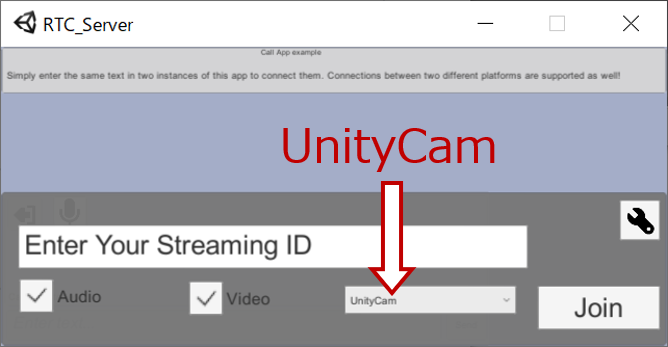 RTC_Server
Call App example
Simply enter the same text in two instances of this app to connect them. Connections between two different platforms are supported as well!
UnityCam
Enter Your Streaming ID
Audio
Video
UnityCam
Join